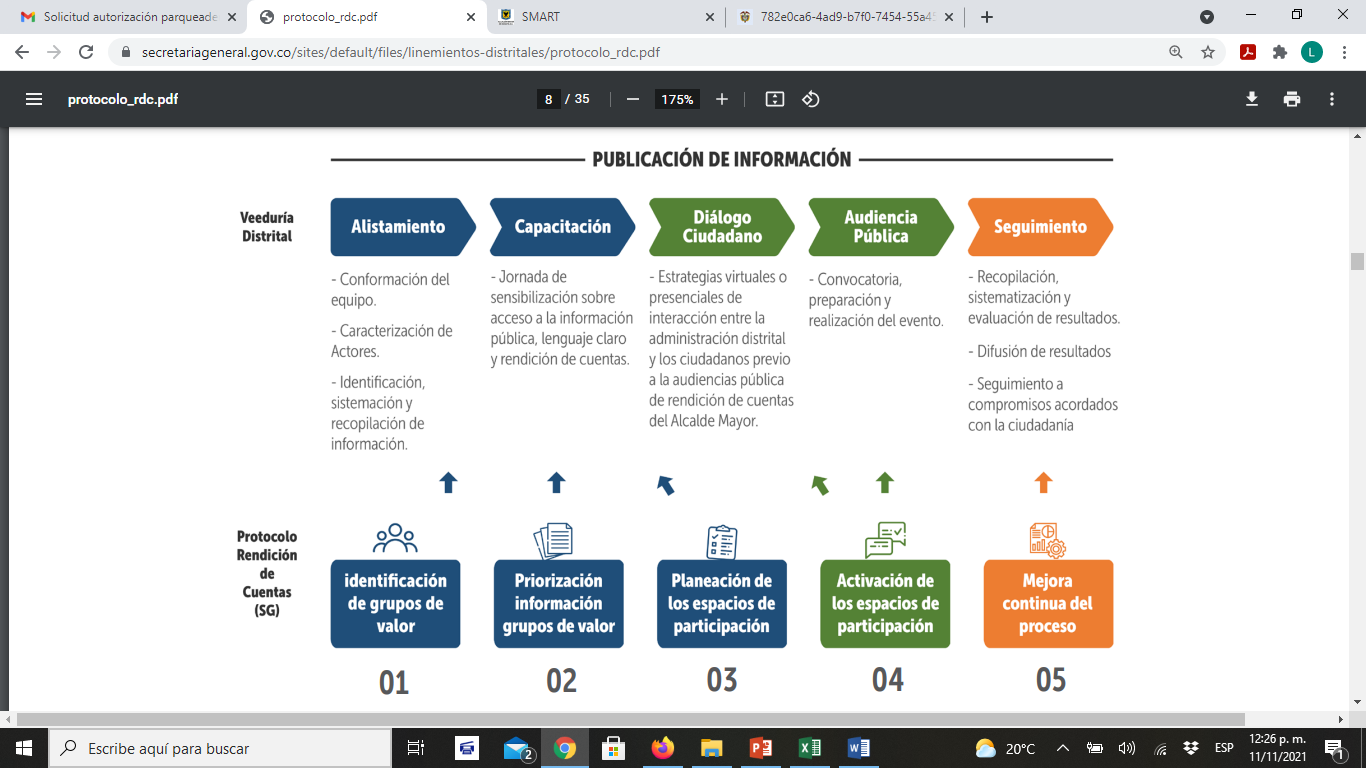 Solicitud autorización parqueade
protocolo_rdc.pdf
SMART
782e0ca6-4ad9-b7f0-7454-55a45
secretariageneral.gov.co/sites/default/files/linemientos-distritales/protocolo_rdc.pdf
L
protocolo_rdc.pdf
8 / 35
175%
PUBLICACIÓN DE INFORMACIÓN
Veeduría
Distrital
Alistamiento
- Conformación del
equipo.
- Caracterización de
Actores.
- Identificación,
sistemación y
recopilación de
información.
Capacitación
- Jornada de
sensibilización sobre
acceso a la información
pública, lenguaje claro
y rendición de cuentas.
Diálogo
Ciudadano
- Estrategias virtuales o
presenciales de
interacción entre la
administración distrital
y los ciudadanos previo
a la audiencias pública
de rendición de cuentas
del Alcalde Mayor.
Audiencia
Pública
- Convocatoria,
preparación y
realización del evento.
Seguimiento
- Recopilación,
sistematización y
evaluación de resultados.
- Difusión de resultados
- Seguimiento a
compromisos acordados
con la ciudadanía
Protocolo
Rendición
de
Cuentas
(SG)
identificación
de grupos de
valor
01
Priorización
información
grupos de valor
02
Planeación de
los espacios de
participación
03
Activación de
los espacios de
participación
04
Mejora
continua del
proceso
05
Escribe aquí para buscar
2
20°C
ESP
12:26 p. m.
11/11/2021
1